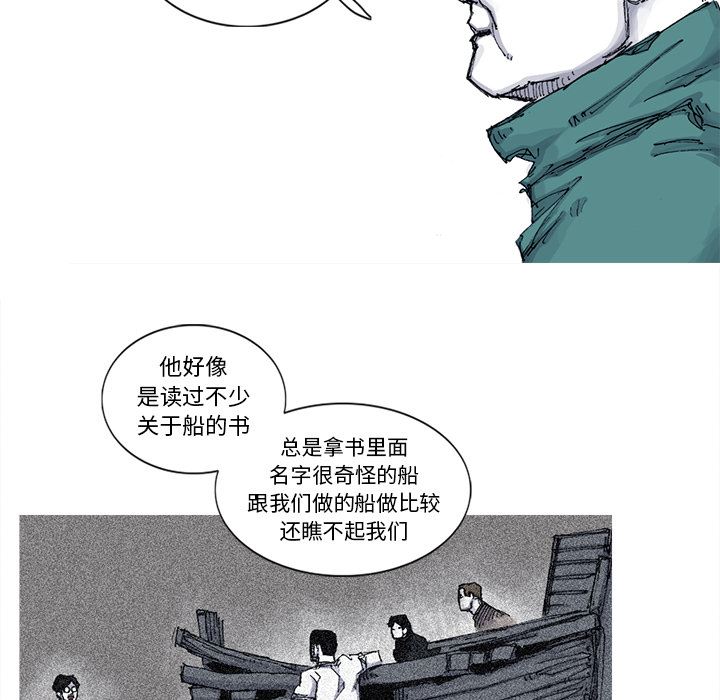 他好像
是读过不少
关于船的书
总是拿书里面
名字很奇怪的船
跟我们做的船做比较
还瞧不起我们